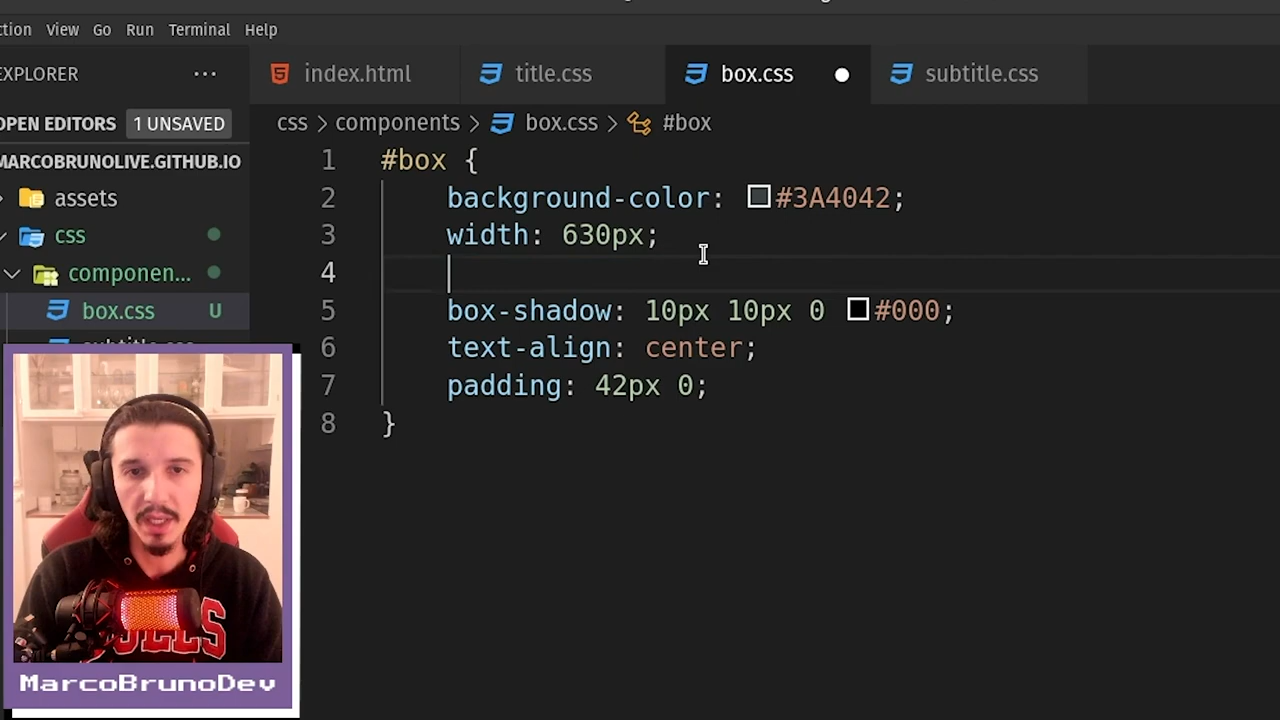 ction View Go Run Terminal Help
EXPLORER ...
index.html title.css box.css subtitle.css
OPEN EDITORS 1 UNSAVED
css > components > box.css > #box
MARCOBRUNOLIVE.GITHUB.IO
assets
css
componen...
box.css U
1 #box {
2 background-color: #3A4042;
3 width: 630px;
4
5 box-shadow: 10px 10px 0 #000;
6 text-align: center;
7 padding: 42px 0;
8 }
MarcoBrunoDev